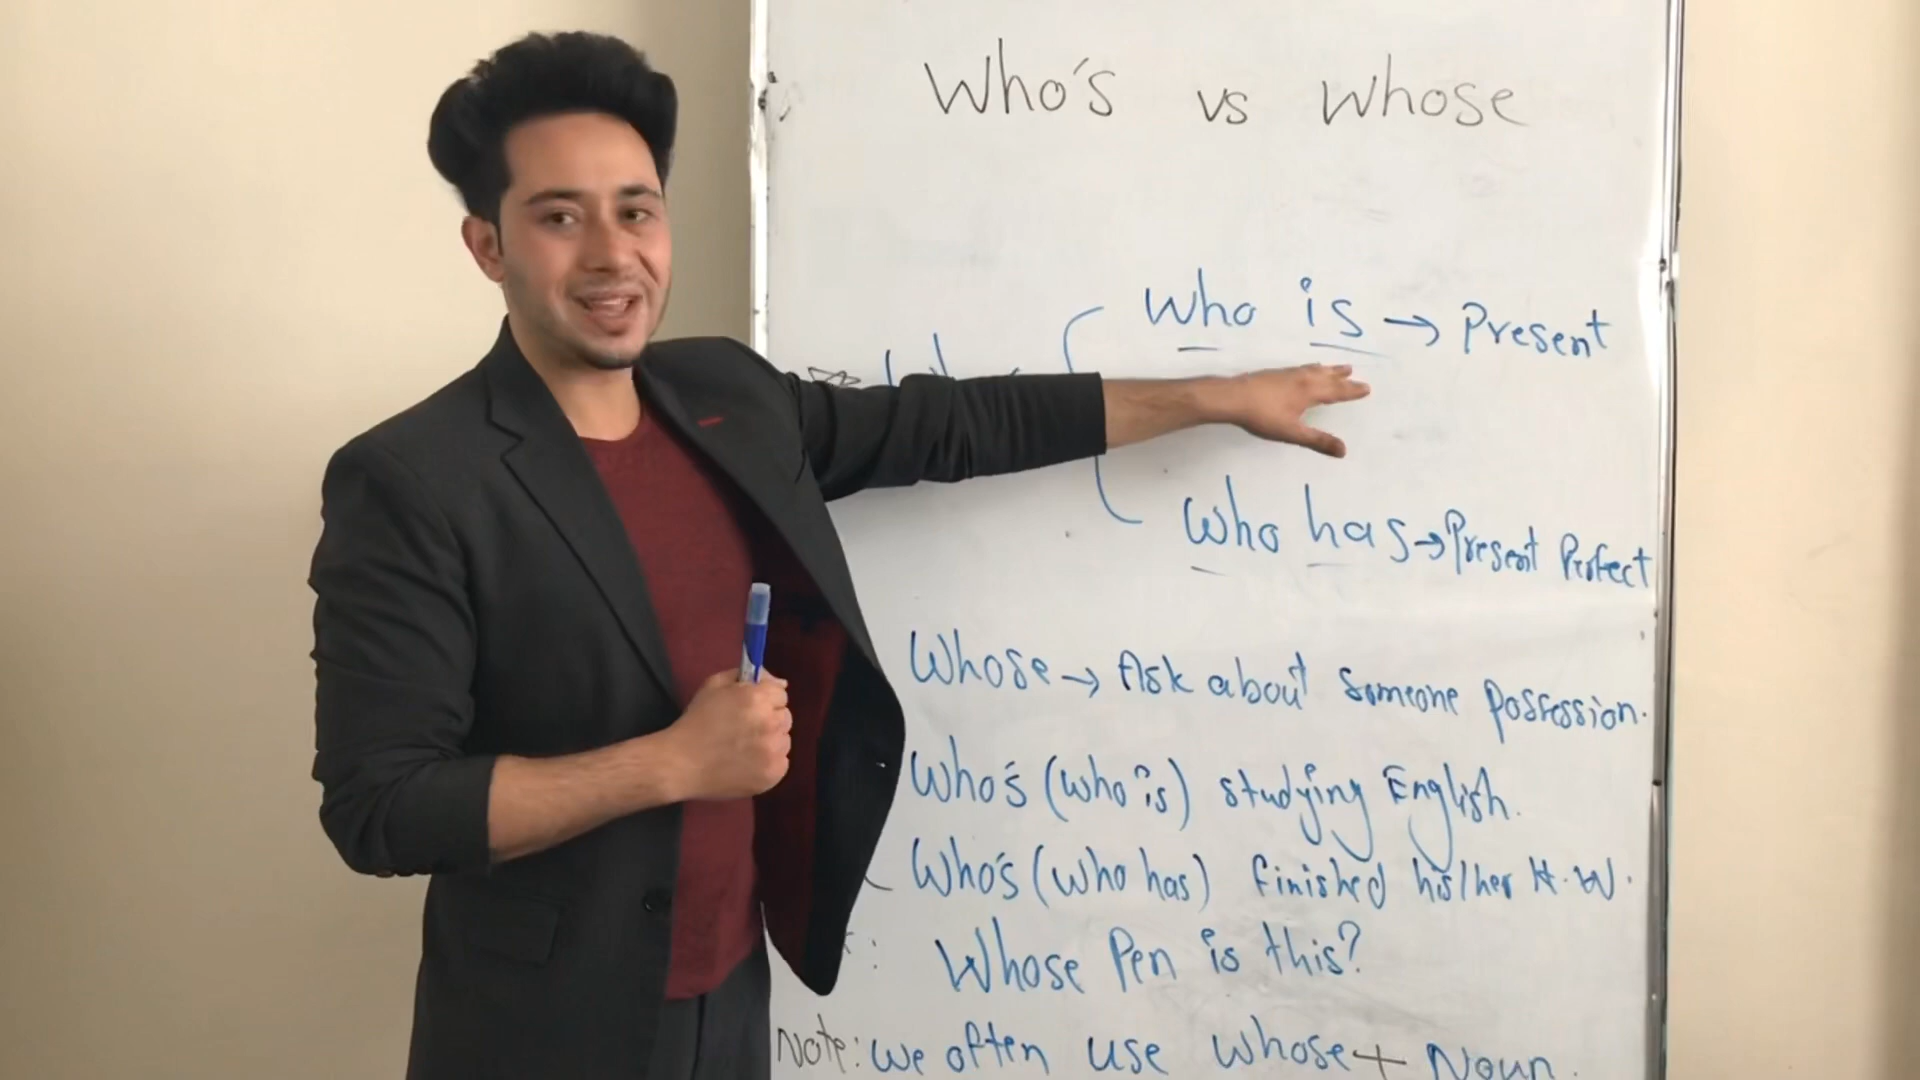 Who's vs whose
Who is → Present
Who has → Present Perfect
Whose → Ask about someone possession.
Who's (who is) studying English.
Who's (who has) finished his/her H.W.
Whose Pen is this?
Note: we often use whose + Noun.